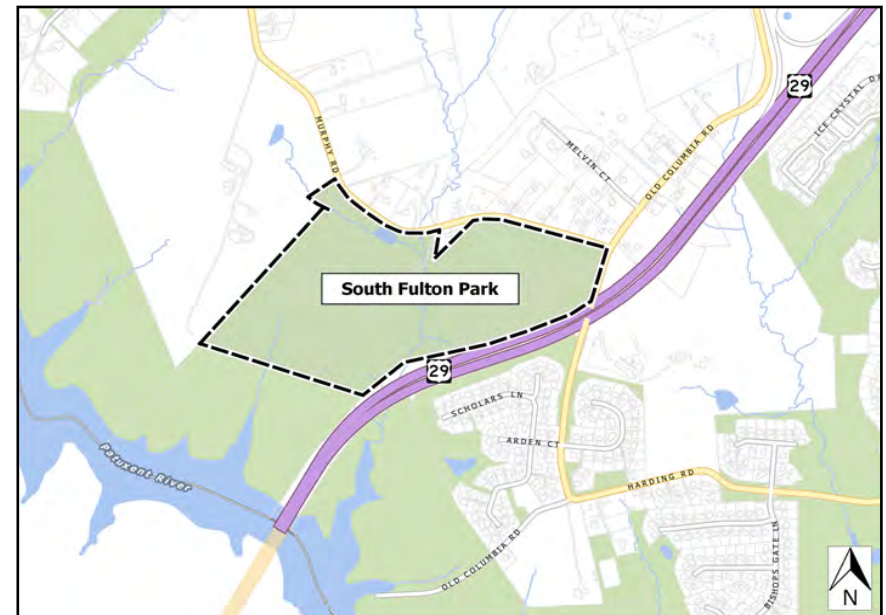 29
ICE CRYSTAL D
MURPHY RD
MELVIN CT
OLD COLUMBIA RD
South Fulton Park
29
SCHOLARS LN
ARDEN CT
Patuxent River
HARDING RD
OLD COLUMBIA RD
BISHOPS GATE LN
N